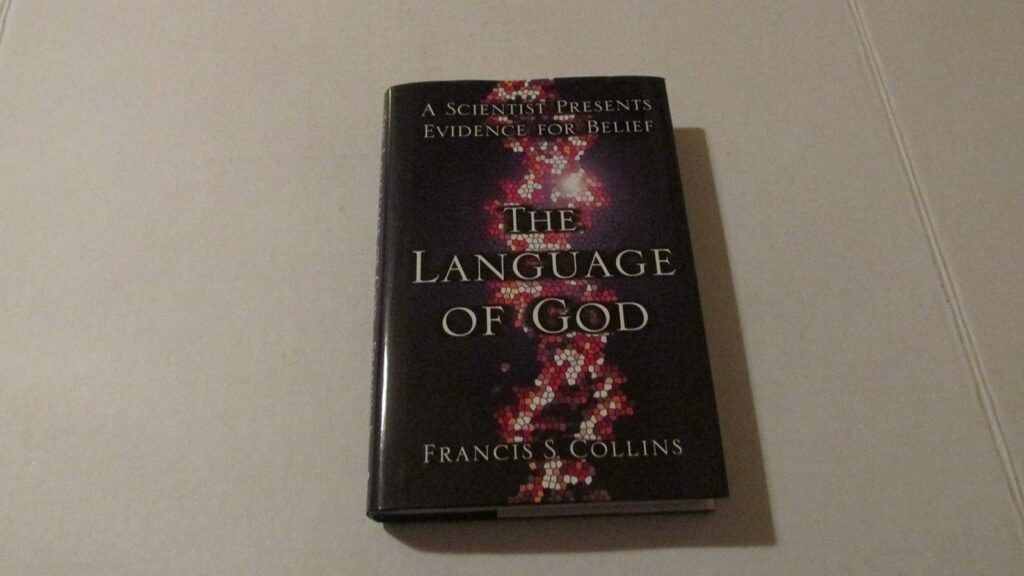 A Scientist Presents
Evidence for Belief
The
Language
of God
Francis S. Collins